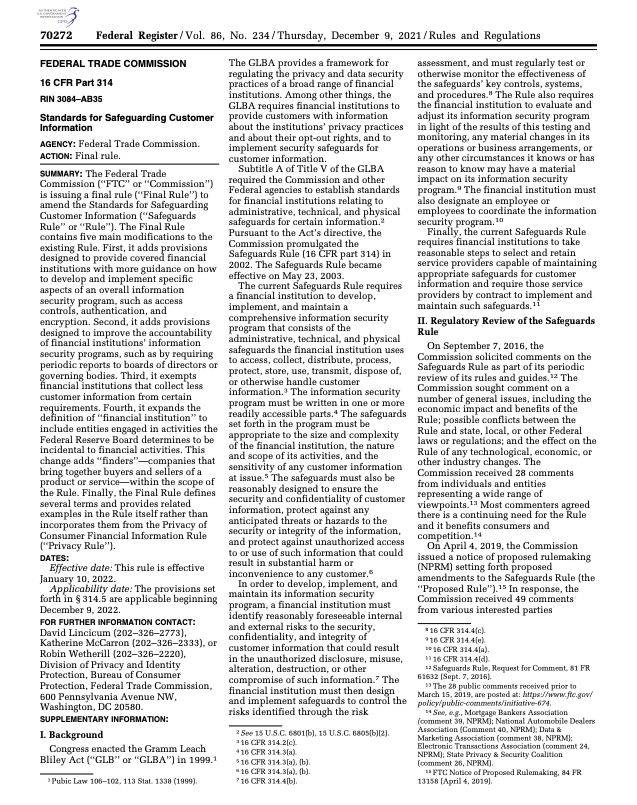 AUTHENTICATED
U.S. GOVERNMENT
INFORMATION
GPO
70272 Federal Register / Vol. 86, No. 234 / Thursday, December 9, 2021 / Rules and Regulations
FEDERAL TRADE COMMISSION
16 CFR Part 314
RIN 3084–AB35
Standards for Safeguarding Customer
Information
AGENCY: Federal Trade Commission.
ACTION: Final rule.
SUMMARY: The Federal Trade
Commission (‘‘FTC’’ or ‘‘Commission’’)
is issuing a final rule (‘‘Final Rule’’) to
amend the Standards for Safeguarding
Customer Information (‘‘Safeguards
Rule’’ or ‘‘Rule’’). The Final Rule
contains five main modifications to the
existing Rule. First, it adds provisions
designed to provide covered financial
institutions with more guidance on how
to develop and implement specific
aspects of an overall information
security program, such as access
controls, authentication, and
encryption. Second, it adds provisions
designed to improve the accountability
of financial institutions’ information
security programs, such as by requiring
periodic reports to boards of directors or
governing bodies. Third, it exempts
financial institutions that collect less
customer information from certain
requirements. Fourth, it expands the
definition of ‘‘financial institution’’ to
include entities engaged in activities the
Federal Reserve Board determines to be
incidental to financial activities. This
change adds ‘‘finders’’—companies that
bring together buyers and sellers of a
product or service—within the scope of
the Rule. Finally, the Final Rule defines
several terms and provides related
examples in the Rule itself rather than
incorporates them from the Privacy of
Consumer Financial Information Rule
(‘‘Privacy Rule’’).
DATES:
Effective date: This rule is effective
January 10, 2022.
Applicability date: The provisions set
forth in § 314.5 are applicable beginning
December 9, 2022.
FOR FURTHER INFORMATION CONTACT:
David Lincicum (202–326–2773),
Katherine McCarron (202–326–2333), or
Robin Wetherill (202–326–2220),
Division of Privacy and Identity
Protection, Bureau of Consumer
Protection, Federal Trade Commission,
600 Pennsylvania Avenue NW,
Washington, DC 20580.
SUPPLEMENTARY INFORMATION:
I. Background
Congress enacted the Gramm Leach
Bliley Act (‘‘GLB’’ or ‘‘GLBA’’) in 1999.1
1 Pubic Law 106–102, 113 Stat. 1338 (1999).
The GLBA provides a framework for
regulating the privacy and data security
practices of a broad range of financial
institutions. Among other things, the
GLBA requires financial institutions to
provide customers with information
about the institutions’ privacy practices
and about their opt-out rights, and to
implement security safeguards for
customer information.
Subtitle A of Title V of the GLBA
required the Commission and other
Federal agencies to establish standards
for financial institutions relating to
administrative, technical, and physical
safeguards for certain information.2
Pursuant to the Act’s directive, the
Commission promulgated the
Safeguards Rule (16 CFR part 314) in
2002. The Safeguards Rule became
effective on May 23, 2003.
The current Safeguards Rule requires
a financial institution to develop,
implement, and maintain a
comprehensive information security
program that consists of the
administrative, technical, and physical
safeguards the financial institution uses
to access, collect, distribute, process,
protect, store, use, transmit, dispose of,
or otherwise handle customer
information.3 The information security
program must be written in one or more
readily accessible parts.4 The safeguards
set forth in the program must be
appropriate to the size and complexity
of the financial institution, the nature
and scope of its activities, and the
sensitivity of any customer information
at issue.5 The safeguards must also be
reasonably designed to ensure the
security and confidentiality of customer
information, protect against any
anticipated threats or hazards to the
security or integrity of the information,
and protect against unauthorized access
to or use of such information that could
result in substantial harm or
inconvenience to any customer.6
In order to develop, implement, and
maintain its information security
program, a financial institution must
identify reasonably foreseeable internal
and external risks to the security,
confidentiality, and integrity of
customer information that could result
in the unauthorized disclosure, misuse,
alteration, destruction, or other
compromise of such information.7 The
financial institution must then design
and implement safeguards to control the
risks identified through the risk
2 See 15 U.S.C. 6801(b), 15 U.S.C. 6805(b)(2).
3 16 CFR 314.2(c).
4 16 CFR 314.3(a).
5 16 CFR 314.3(a), (b).
6 16 CFR 314.3(a), (b).
7 16 CFR 314.4(b).
assessment, and must regularly test or
otherwise monitor the effectiveness of
the safeguards’ key controls, systems,
and procedures.8 The Rule also requires
the financial institution to evaluate and
adjust its information security program
in light of the results of this testing and
monitoring, any material changes in its
operations or business arrangements, or
any other circumstances it knows or has
reason to know may have a material
impact on its information security
program.9 The financial institution must
also designate an employee or
employees to coordinate the information
security program.10
Finally, the current Safeguards Rule
requires financial institutions to take
reasonable steps to select and retain
service providers capable of maintaining
appropriate safeguards for customer
information and require those service
providers by contract to implement and
maintain such safeguards.11
II. Regulatory Review of the Safeguards
Rule
On September 7, 2016, the
Commission solicited comments on the
Safeguards Rule as part of its periodic
review of its rules and guides.12 The
Commission sought comment on a
number of general issues, including the
economic impact and benefits of the
Rule; possible conflicts between the
Rule and state, local, or other Federal
laws or regulations; and the effect on the
Rule of any technological, economic, or
other industry changes. The
Commission received 28 comments
from individuals and entities
representing a wide range of
viewpoints.13 Most commenters agreed
there is a continuing need for the Rule
and it benefits consumers and
competition.14
On April 4, 2019, the Commission
issued a notice of proposed rulemaking
(NPRM) setting forth proposed
amendments to the Safeguards Rule (the
‘‘Proposed Rule’’).15 In response, the
Commission received 49 comments
from various interested parties
8 16 CFR 314.4(c).
9 16 CFR 314.4(e).
10 16 CFR 314.4(a).
11 16 CFR 314.4(d).
12 Safeguards Rule, Request for Comment, 81 FR
61632 (Sept. 7, 2016).
13 The 28 public comments received prior to
March 15, 2019, are posted at: https://www.ftc.gov/
policy/public-comments/initiative-674.
14 See, e.g., Mortgage Bankers Association
(comment 39, NPRM); National Automobile Dealers
Association (Comment 40, NPRM); Data &
Marketing Association (comment 38, NPRM);
Electronic Transactions Association (comment 24,
NPRM); State Privacy & Security Coalition
(comment 26, NPRM).
15 FTC Notice of Proposed Rulemaking, 84 FR
13158 (April 4, 2019).